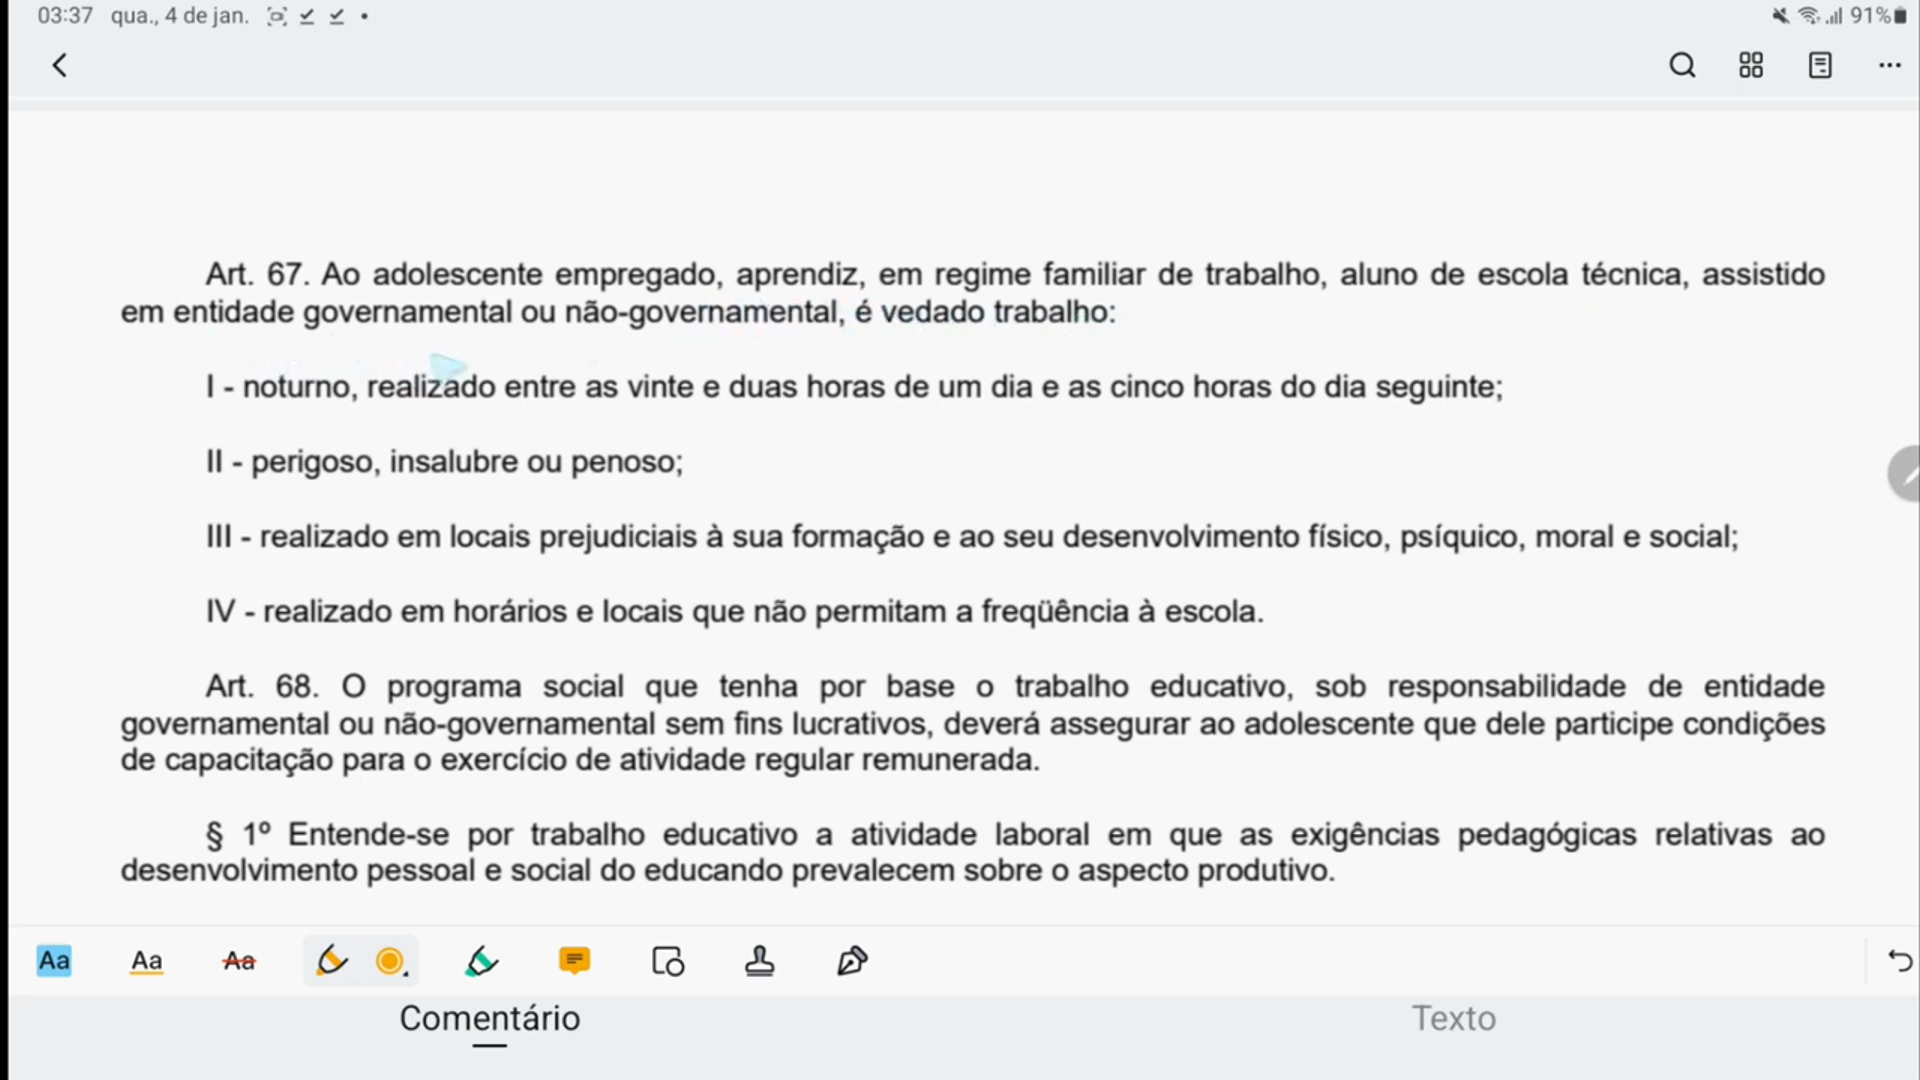 03:37 qua., 4 de jan. 91%
Art. 67. Ao adolescente empregado, aprendiz, em regime familiar de trabalho, aluno de escola técnica, assistido
em entidade governamental ou não-governamental, é vedado trabalho:
I - noturno, realizado entre as vinte e duas horas de um dia e as cinco horas do dia seguinte;
II - perigoso, insalubre ou penoso;
III - realizado em locais prejudiciais à sua formação e ao seu desenvolvimento físico, psíquico, moral e social;
IV - realizado em horários e locais que não permitam a freqüência à escola.
Art. 68. O programa social que tenha por base o trabalho educativo, sob responsabilidade de entidade
governamental ou não-governamental sem fins lucrativos, deverá assegurar ao adolescente que dele participe condições
de capacitação para o exercício de atividade regular remunerada.
§ 1º Entende-se por trabalho educativo a atividade laboral em que as exigências pedagógicas relativas ao
desenvolvimento pessoal e social do educando prevalecem sobre o aspecto produtivo.
Aa Aa Aa
Comentário Texto